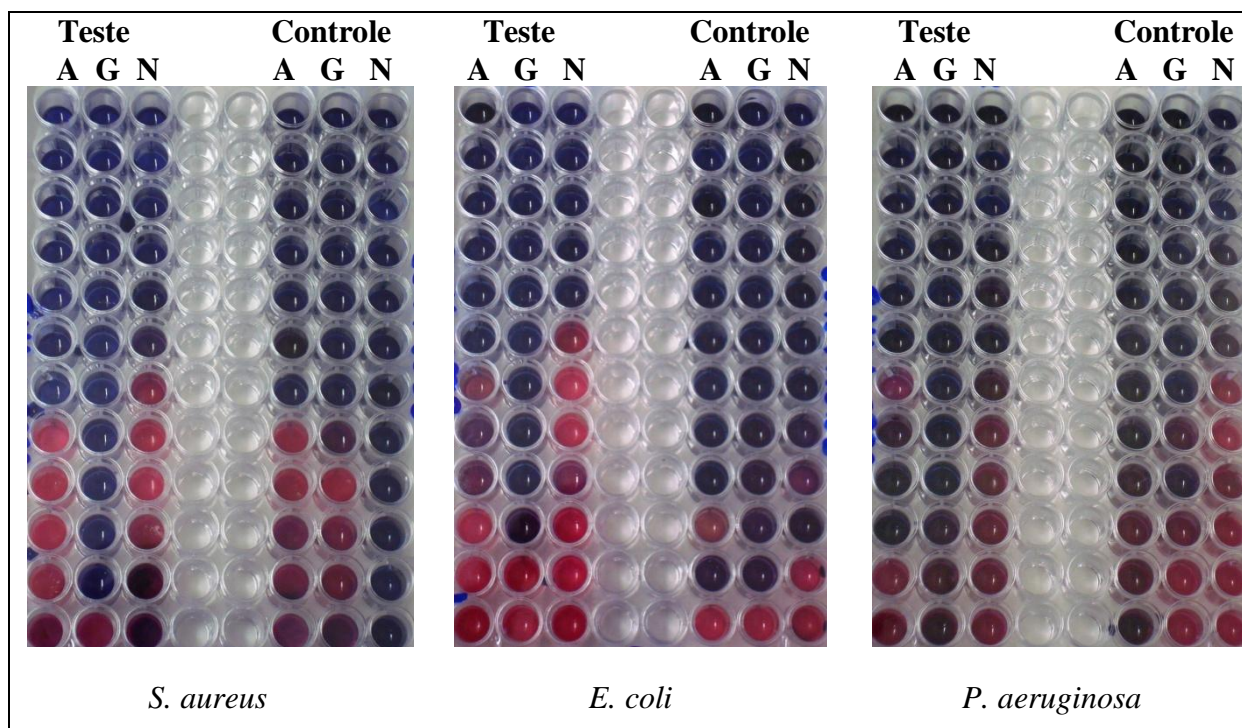 Teste Controle Teste Controle Teste Controle
A G N A G N A G N A G N A G N A G N
S. aureus E. coli P. aeruginosa